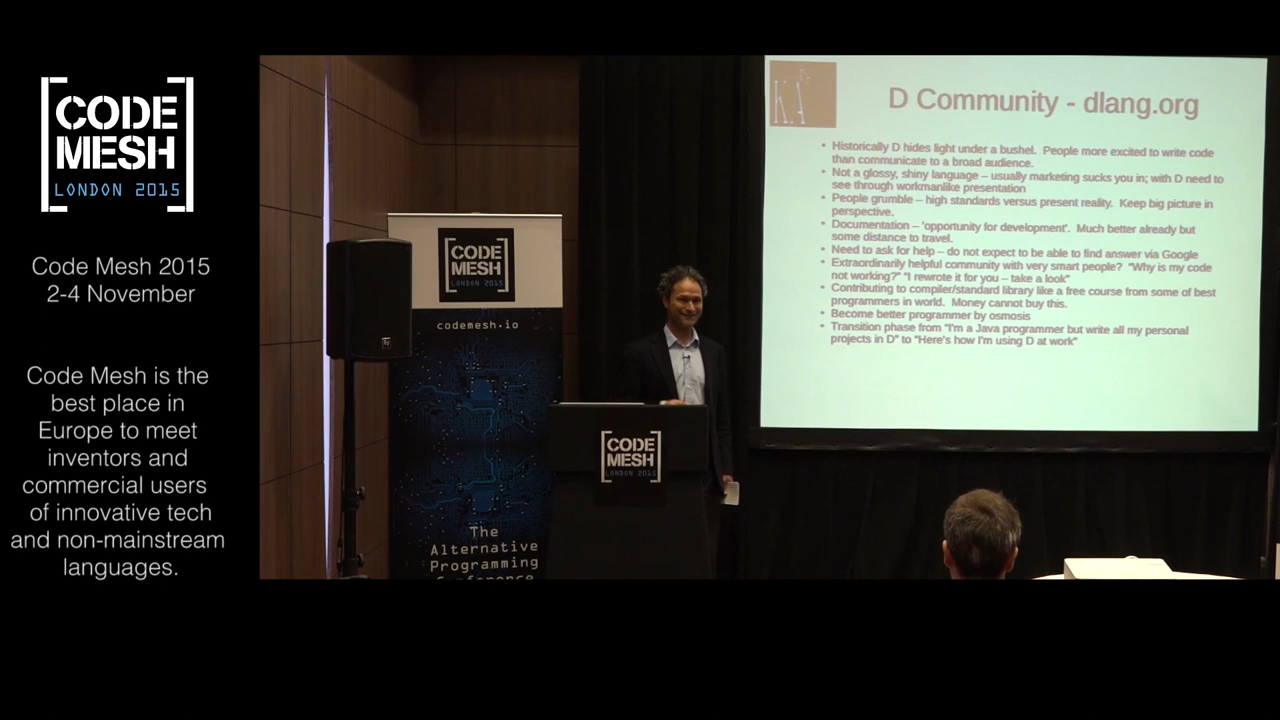 [CODE
MESH]
LONDON 2015
Code Mesh 2015
2-4 November
Code Mesh is the
best place in
Europe to meet
inventors and
commercial users
of innovative tech
and non-mainstream
languages.
CODE
MESH
LONDON 2015
codemesh.io
The
Alternative
Programming
Conference
[CODE
MESH]
LONDON 2015
D Community - dlang.org
• Historically D hides light under a bushel. People more excited to write code
than communicate to a broad audience.
• Not a glossy, shiny language – usually marketing sucks you in; with D need to
see through workmanlike presentation
• People grumble – high standards versus present reality. Keep big picture in
perspective.
• Documentation – 'opportunity for development'. Much better already but
some distance to travel.
• Need to ask for help – do not expect to be able to find answer via Google
• Extraordinarily helpful community with very smart people? "Why is my code
not working?" "I rewrote it for you – take a look"
• Contributing to compiler/standard library like a free course from some of best
programmers in world. Money cannot buy this.
• Become better programmer by osmosis
• Transition phase from "I'm a Java programmer but write all my personal
projects in D" to "Here's how I'm using D at work"